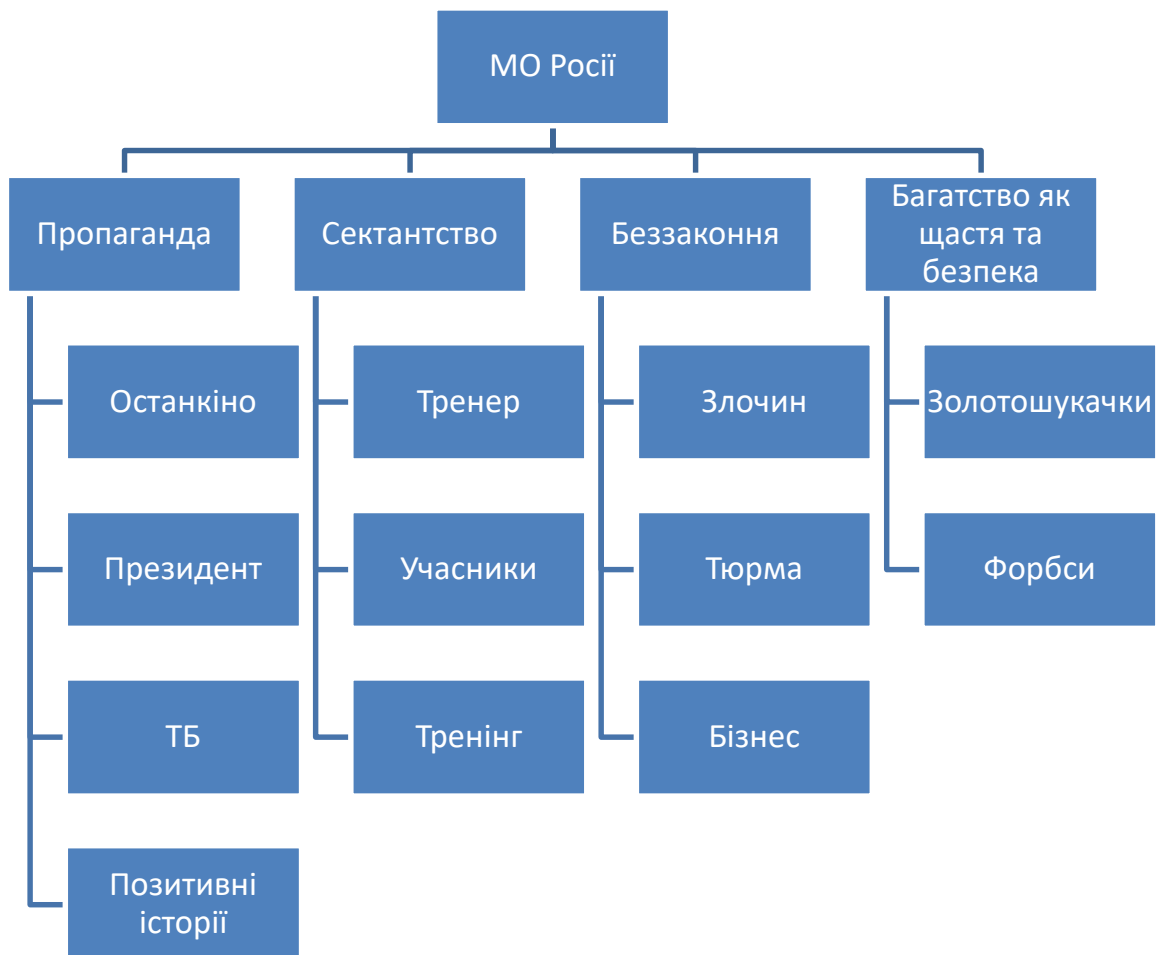 МО Росії
Пропаганда
Сектантство
Беззаконня
Багатство як
щастя та
безпека
Останкіно
Тренер
Злочин
Золотошукачки
Президент
Учасники
Тюрма
Форбси
ТБ
Тренінг
Бізнес
Позитивні
історії